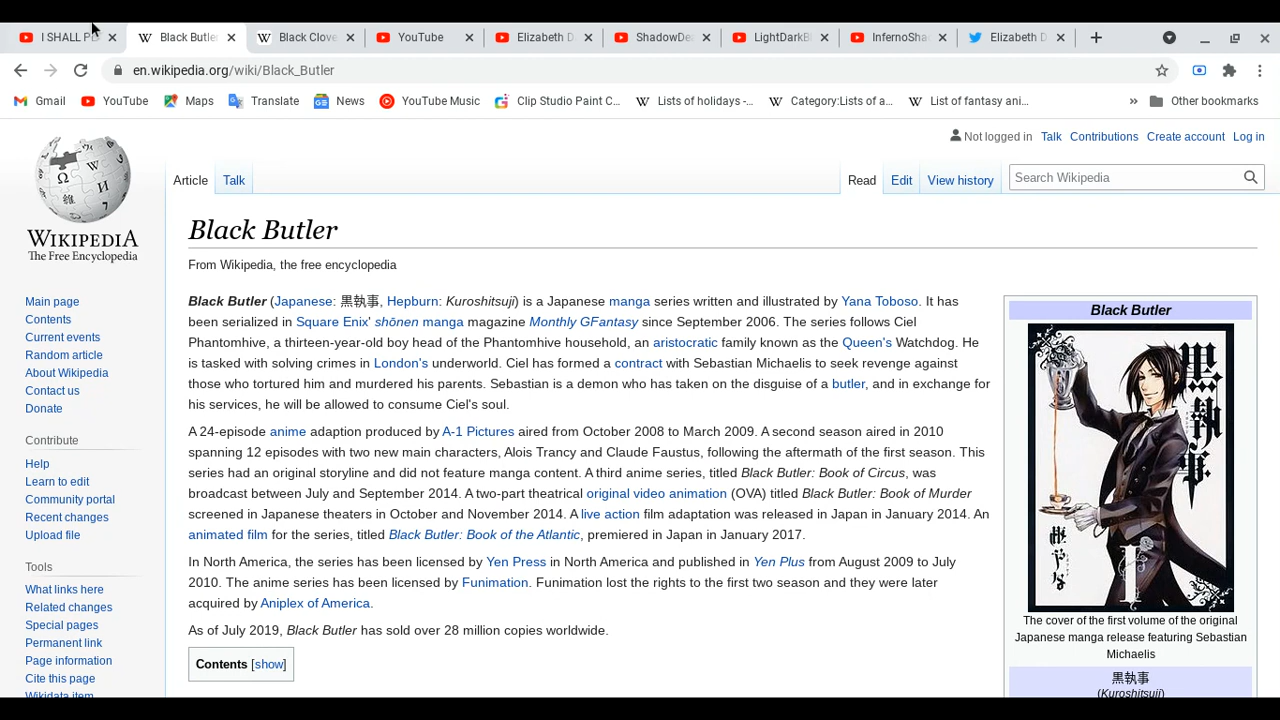 I SHALL PE
Black Butler
Black Clove
YouTube
Elizabeth D
ShadowDea
LightDarkB
InfernoSha
Elizabeth D
en.wikipedia.org/wiki/Black_Butler
Gmail YouTube Maps Translate News YouTube Music Clip Studio Paint C... Lists of holidays -... Category:Lists of a... List of fantasy ani... » Other bookmarks
Not logged in Talk Contributions Create account Log in
Article Talk Read Edit View history Search Wikipedia
WIKIPEDIA
The Free Encyclopedia
Main page
Contents
Current events
Random article
About Wikipedia
Contact us
Donate
Contribute
Help
Learn to edit
Community portal
Recent changes
Upload file
Tools
What links here
Related changes
Special pages
Permanent link
Page information
Cite this page
Wikidata item
Black Butler
From Wikipedia, the free encyclopedia
Black Butler (Japanese: 黒執事, Hepburn: Kuroshitsuji) is a Japanese manga series written and illustrated by Yana Toboso. It has
been serialized in Square Enix' shōnen manga magazine Monthly GFantasy since September 2006. The series follows Ciel
Phantomhive, a thirteen-year-old boy head of the Phantomhive household, an aristocratic family known as the Queen's Watchdog. He
is tasked with solving crimes in London's underworld. Ciel has formed a contract with Sebastian Michaelis to seek revenge against
those who tortured him and murdered his parents. Sebastian is a demon who has taken on the disguise of a butler, and in exchange for
his services, he will be allowed to consume Ciel's soul.
A 24-episode anime adaption produced by A-1 Pictures aired from October 2008 to March 2009. A second season aired in 2010
spanning 12 episodes with two new main characters, Alois Trancy and Claude Faustus, following the aftermath of the first season. This
series had an original storyline and did not feature manga content. A third anime series, titled Black Butler: Book of Circus, was
broadcast between July and September 2014. A two-part theatrical original video animation (OVA) titled Black Butler: Book of Murder
screened in Japanese theaters in October and November 2014. A live action film adaptation was released in Japan in January 2014. An
animated film for the series, titled Black Butler: Book of the Atlantic, premiered in Japan in January 2017.
In North America, the series has been licensed by Yen Press in North America and published in Yen Plus from August 2009 to July
2010. The anime series has been licensed by Funimation. Funimation lost the rights to the first two season and they were later
acquired by Aniplex of America.
As of July 2019, Black Butler has sold over 28 million copies worldwide.
Contents [show]
Black Butler
黒執事
I
The cover of the first volume of the original
Japanese manga release featuring Sebastian
Michaelis
黒執事
(Kuroshitsuji)